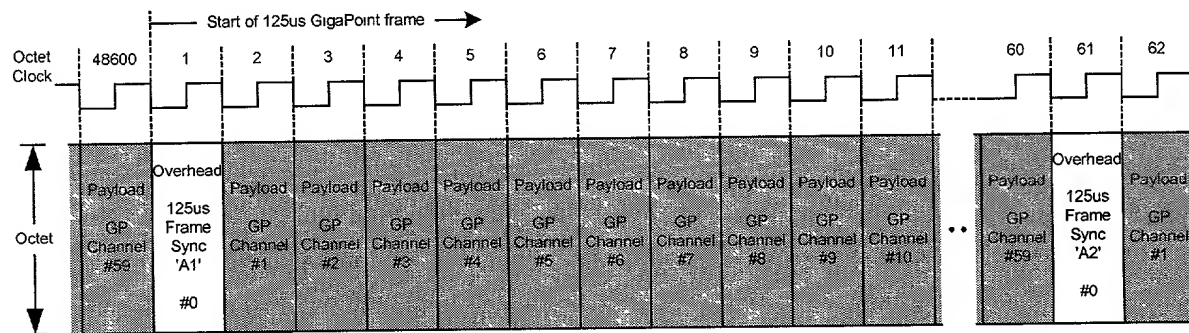 Start of 125us GigaPoint frame
Octet
Clock
48600 1 2 3 4 5 6 7 8 9 10 11 60 61 62
Payload
GP
Channel
#59
Overhead
125us
Frame
Sync
'A1'
#0
Payload
GP
Channel
#1
Payload
GP
Channel
#2
Payload
GP
Channel
#3
Payload
GP
Channel
#4
Payload
GP
Channel
#5
Payload
GP
Channel
#6
Payload
GP
Channel
#7
Payload
GP
Channel
#8
Payload
GP
Channel
#9
Payload
GP
Channel
#10
Payload
GP
Channel
#59
Overhead
125us
Frame
Sync
'A2'
#0
Payload
GP
Channel
#1
Octet